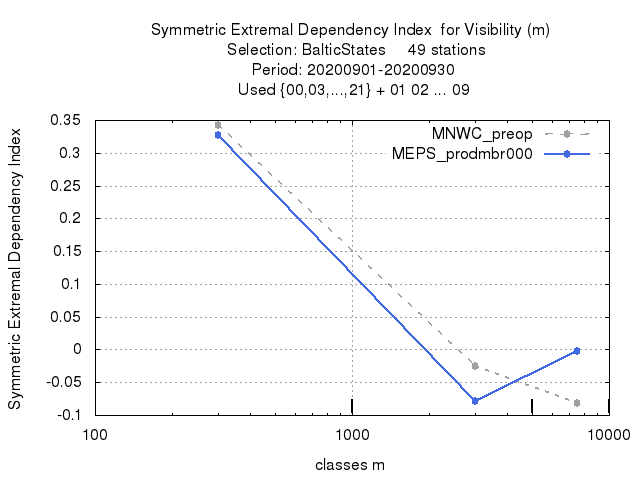 Symmetric Extremal Dependency Index  for Visibility (m)
Selection: BalticStates     49 stations
Period: 20200901-20200930
Used {00,03,...,21} + 01 02 ... 09
Symmetric Extremal Dependency Index
0.35
0.3
0.25
0.2
0.15
0.1
0.05
0
-0.05
-0.1
MNWC_preop
MEPS_prodmbr000
100
1000
10000
classes m